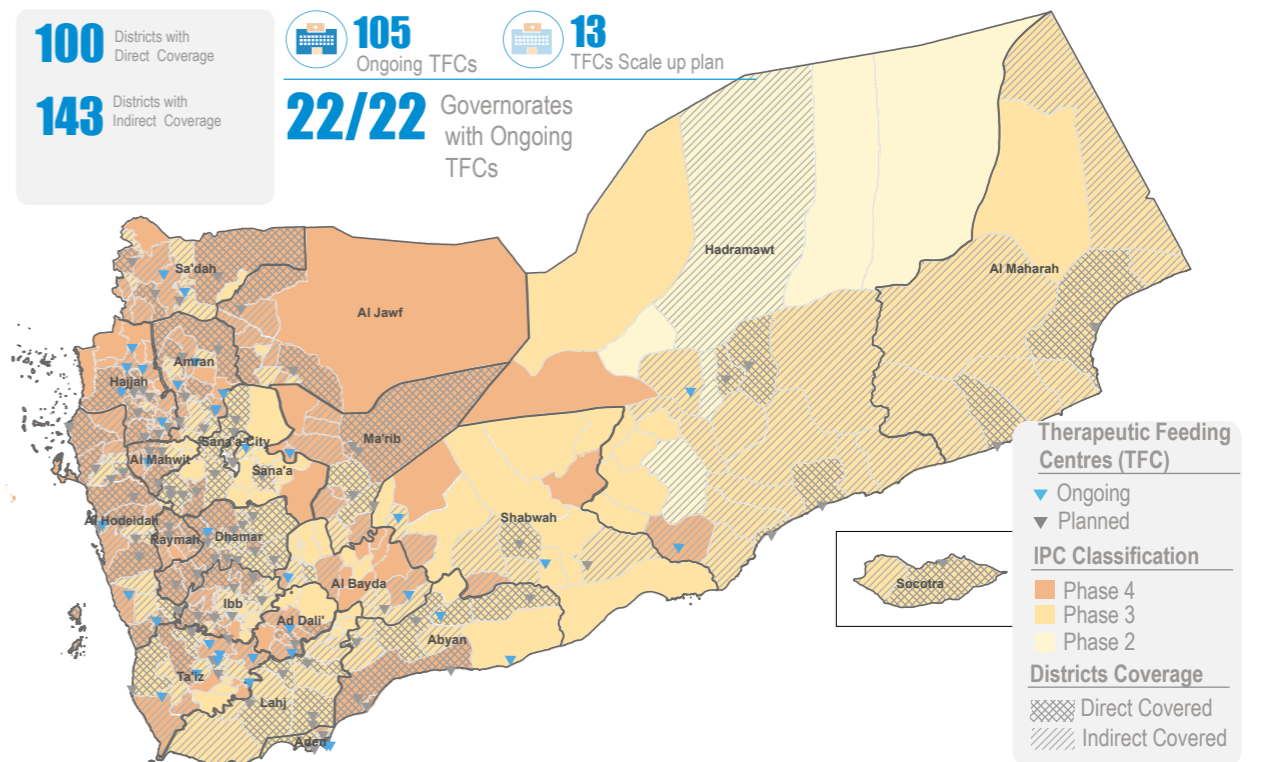 100 Districts with
Direct Coverage
143 Districts with
Indirect Coverage
105
Ongoing TFCs
13
TFCs Scale up plan
22/22 Governorates
with Ongoing
TFCs
Hadramawt
Sa'dah
Al Maharah
Al Jawf
Amran
Hajjah
Ma'rib
Sana'a City
Al Mahwit
Sana'a
Shabwah
Al Hodeidah
Raymah
Dhamar
Al Bayda
Socotra
Ibb
Ad Dali'
Abyan
Ta'iz
Lahj
Aden
Therapeutic Feeding
Centres (TFC)
Ongoing
Planned
IPC Classification
Phase 4
Phase 3
Phase 2
Districts Coverage
Direct Covered
Indirect Covered